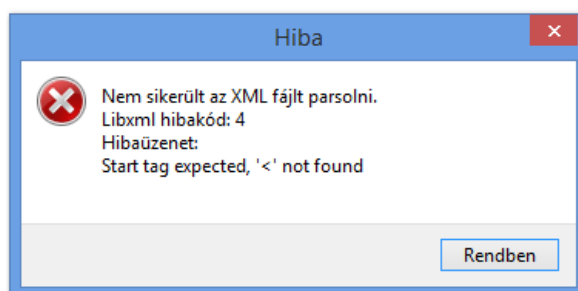 Hiba
Nem sikerült az XML fájlt parsolni.
Libxml hibakód: 4
Hibaüzenet:
Start tag expected, '<' not found
Rendben